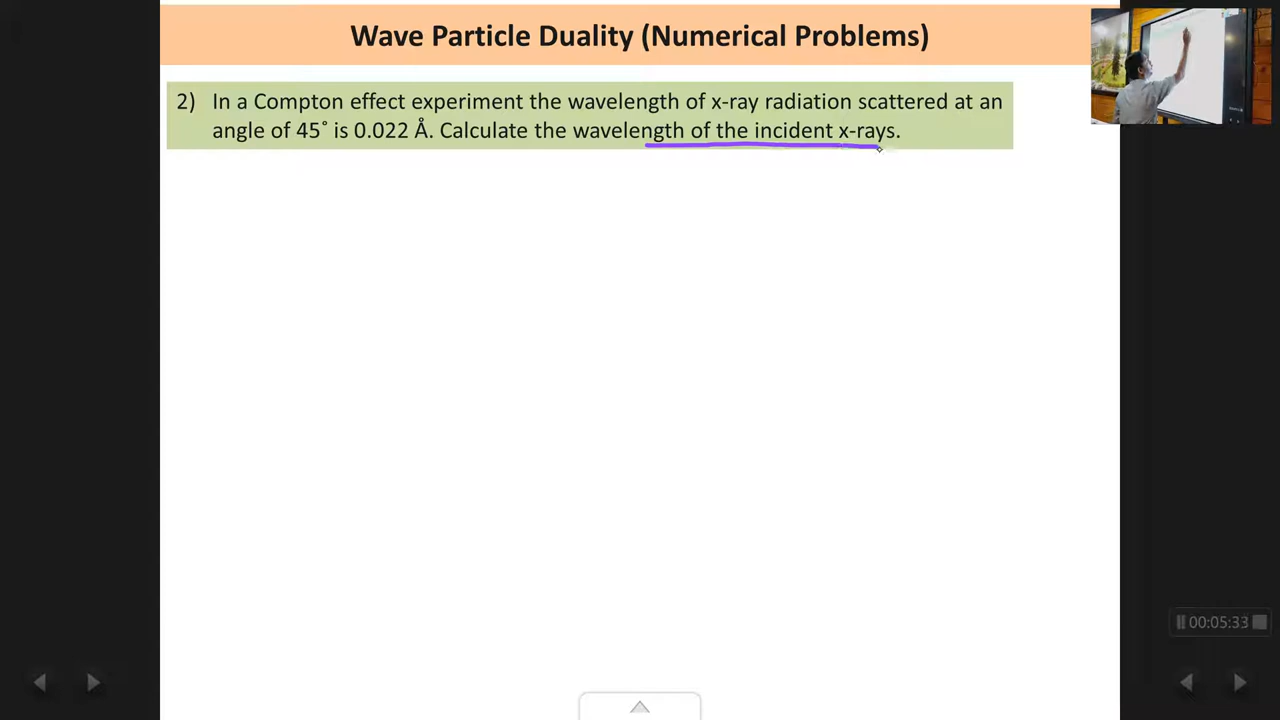 Wave Particle Duality (Numerical Problems)
2) In a Compton effect experiment the wavelength of x-ray radiation scattered at an
angle of 45˚ is 0.022 Å. Calculate the wavelength of the incident x-rays.
00:05:33